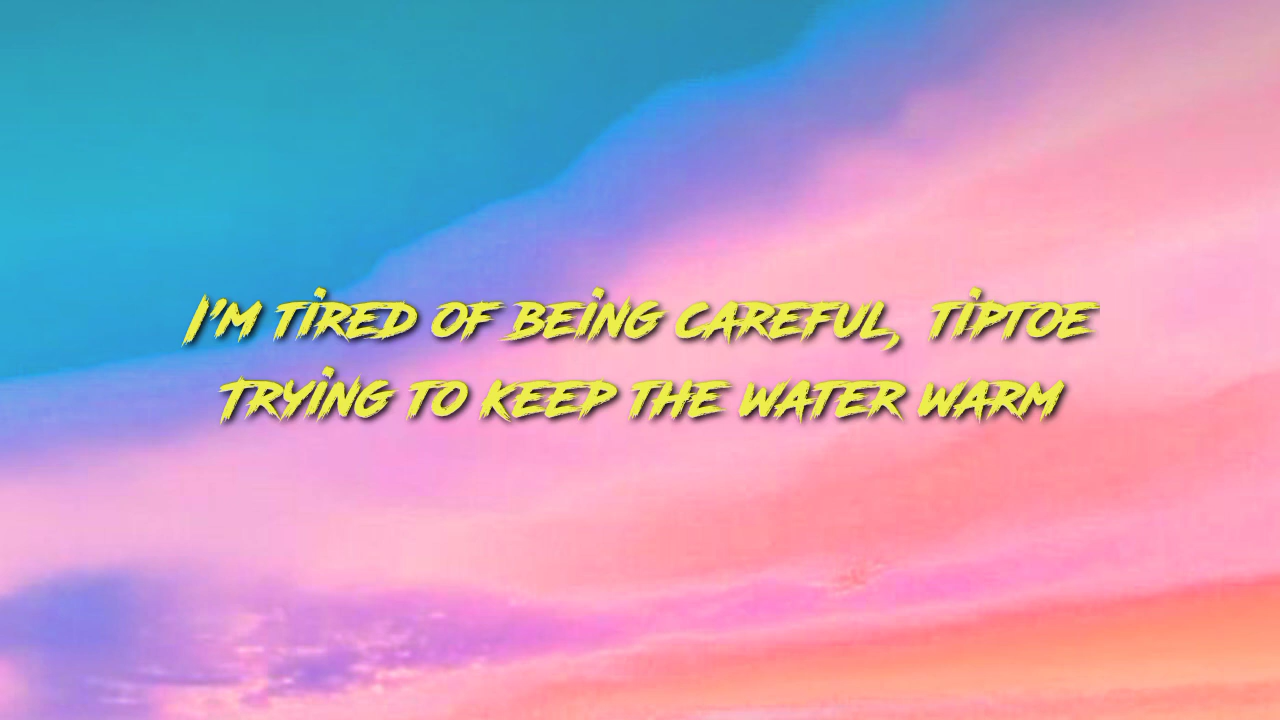 I'm tired of being careful, tiptoe
trying to keep the water warm